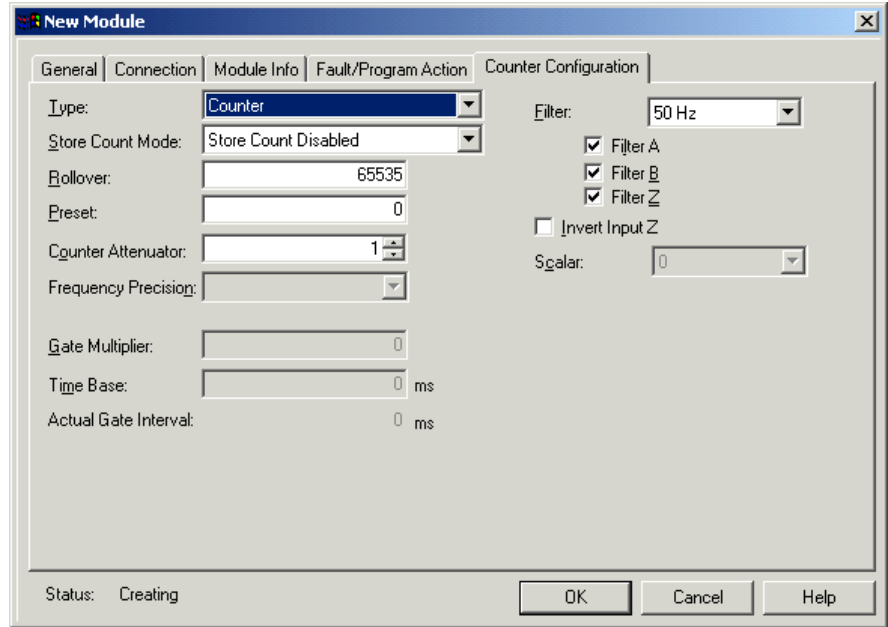 New Module
General Connection Module Info Fault/Program Action Counter Configuration
Type: Counter
Store Count Mode: Store Count Disabled
Rollover: 65535
Preset: 0
Counter Attenuator: 1
Frequency Precision:
Gate Multiplier: 0
Time Base: 0 ms
Actual Gate Interval: 0 ms
Filter: 50 Hz
Filter A
Filter B
Filter Z
Invert Input Z
Scalar: 0
Status: Creating
OK Cancel Help